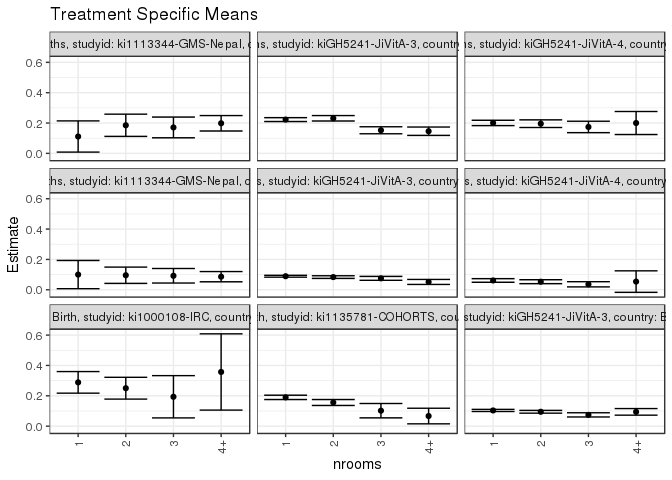 Treatment Specific Means
ths, studyid: ki1113344-GMS-Nepal, c
s, studyid: kiGH5241-JiVitA-3, country
s, studyid: kiGH5241-JiVitA-4, country
0.6
0.4
0.2
0.0
ths, studyid: ki1113344-GMS-Nepal, c
s, studyid: kiGH5241-JiVitA-3, country
s, studyid: kiGH5241-JiVitA-4, country
0.6
0.4
0.2
0.0
Birth, studyid: ki1000108-IRC, country
h, studyid: ki1135781-COHORTS, cou
studyid: kiGH5241-JiVitA-3, country: B
0.6
0.4
0.2
0.0
Estimate
1 2 3 4+
1 2 3 4+
1 2 3 4+
nrooms